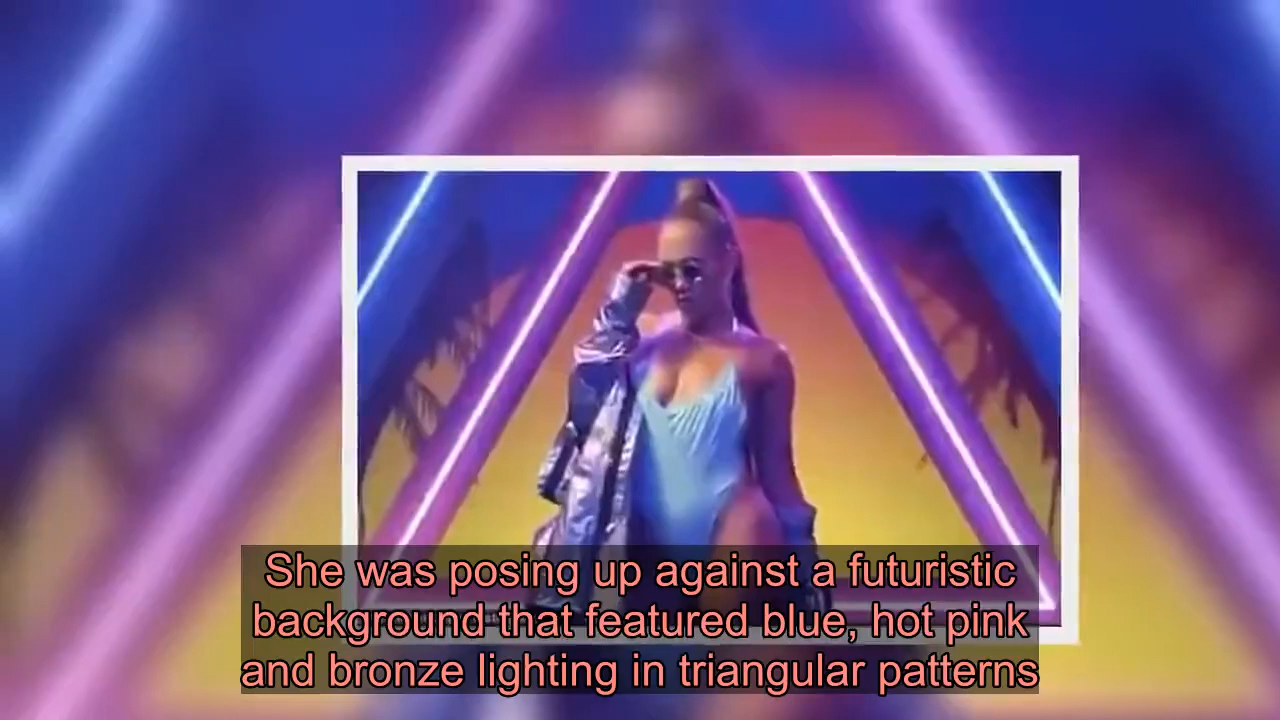 She was posing up against a futuristic
background that featured blue, hot pink
and bronze lighting in triangular patterns